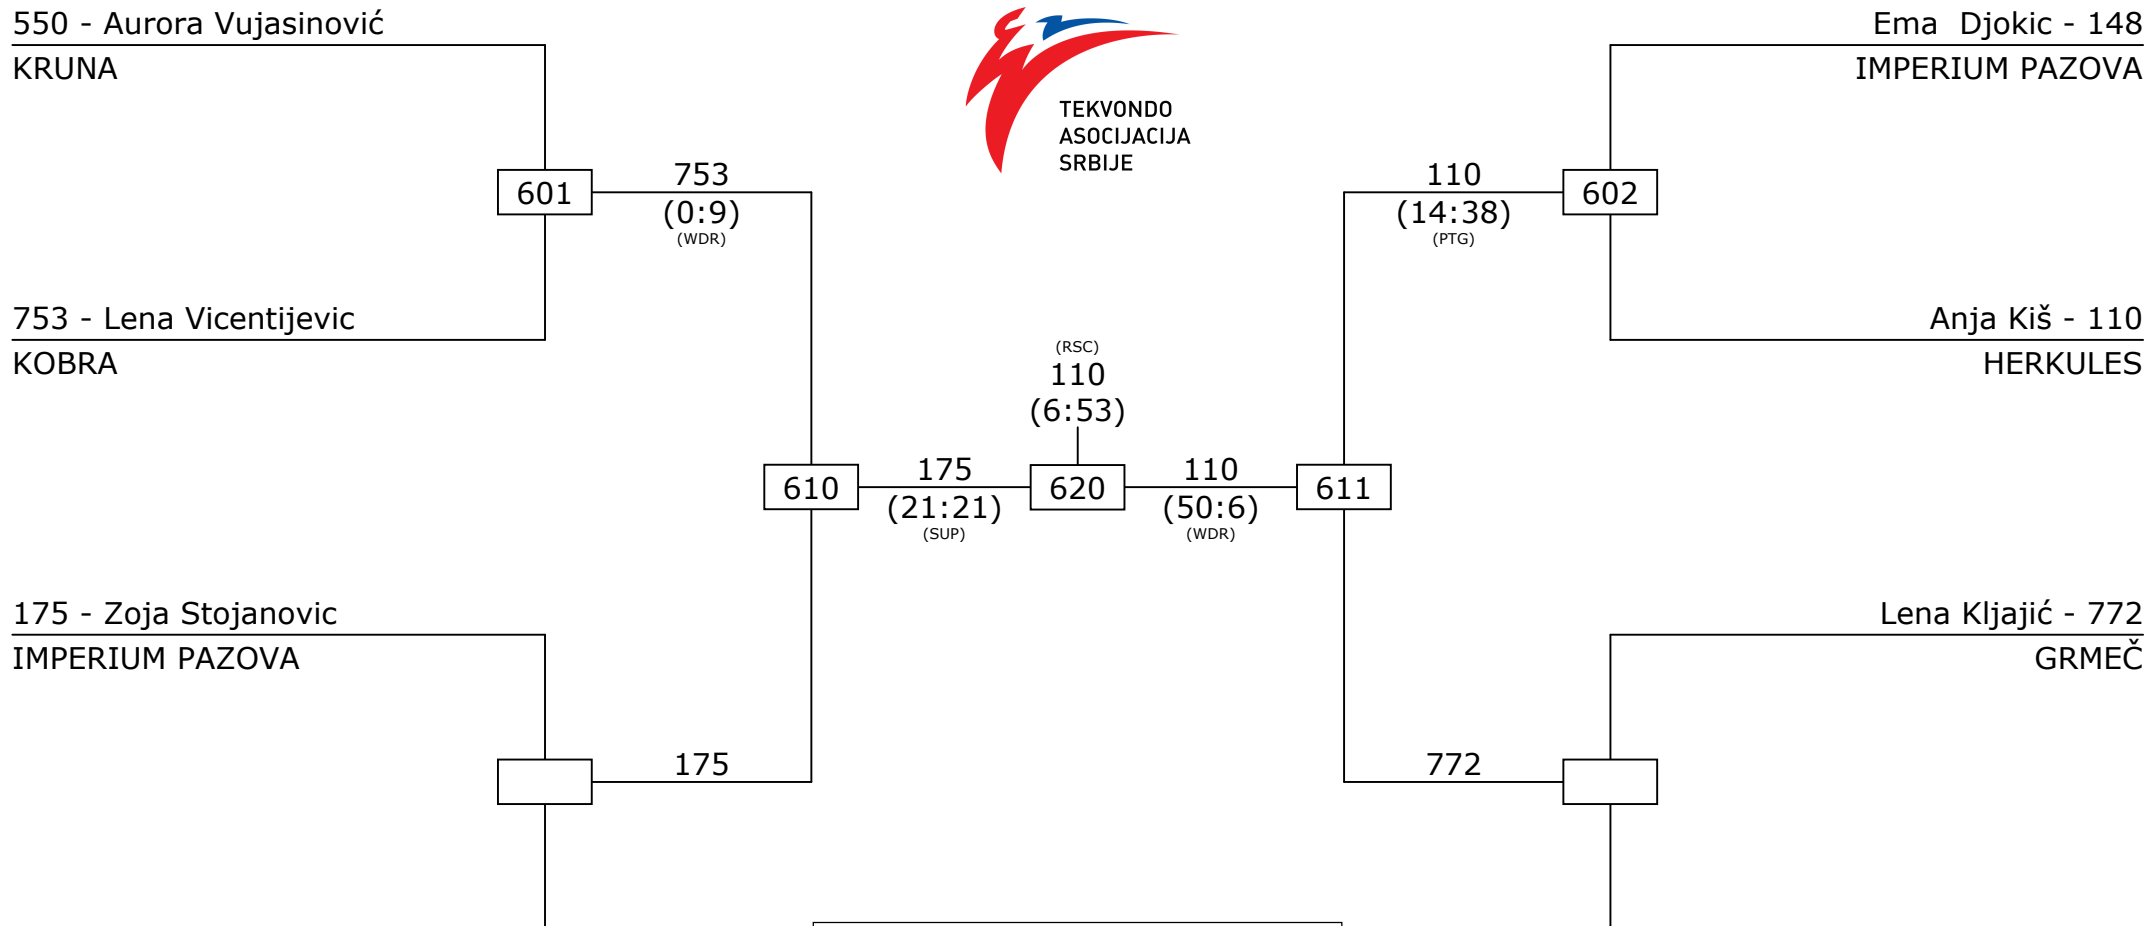 550 - Aurora Vujasinović
KRUNA
TEKVONDO
ASOCIJACIJA
SRBIJE
Ema  Djokic - 148
IMPERIUM PAZOVA
601
753
(0:9)
(WDR)
110
(14:38)
(PTG)
602
753 - Lena Vicentijevic
KOBRA
Anja Kiš - 110
HERKULES
(RSC)
110
(6:53)
610
175
(21:21)
(SUP)
620
110
(50:6)
(WDR)
611
175 - Zoja Stojanovic
IMPERIUM PAZOVA
Lena Kljajić - 772
GRMEČ
175
772